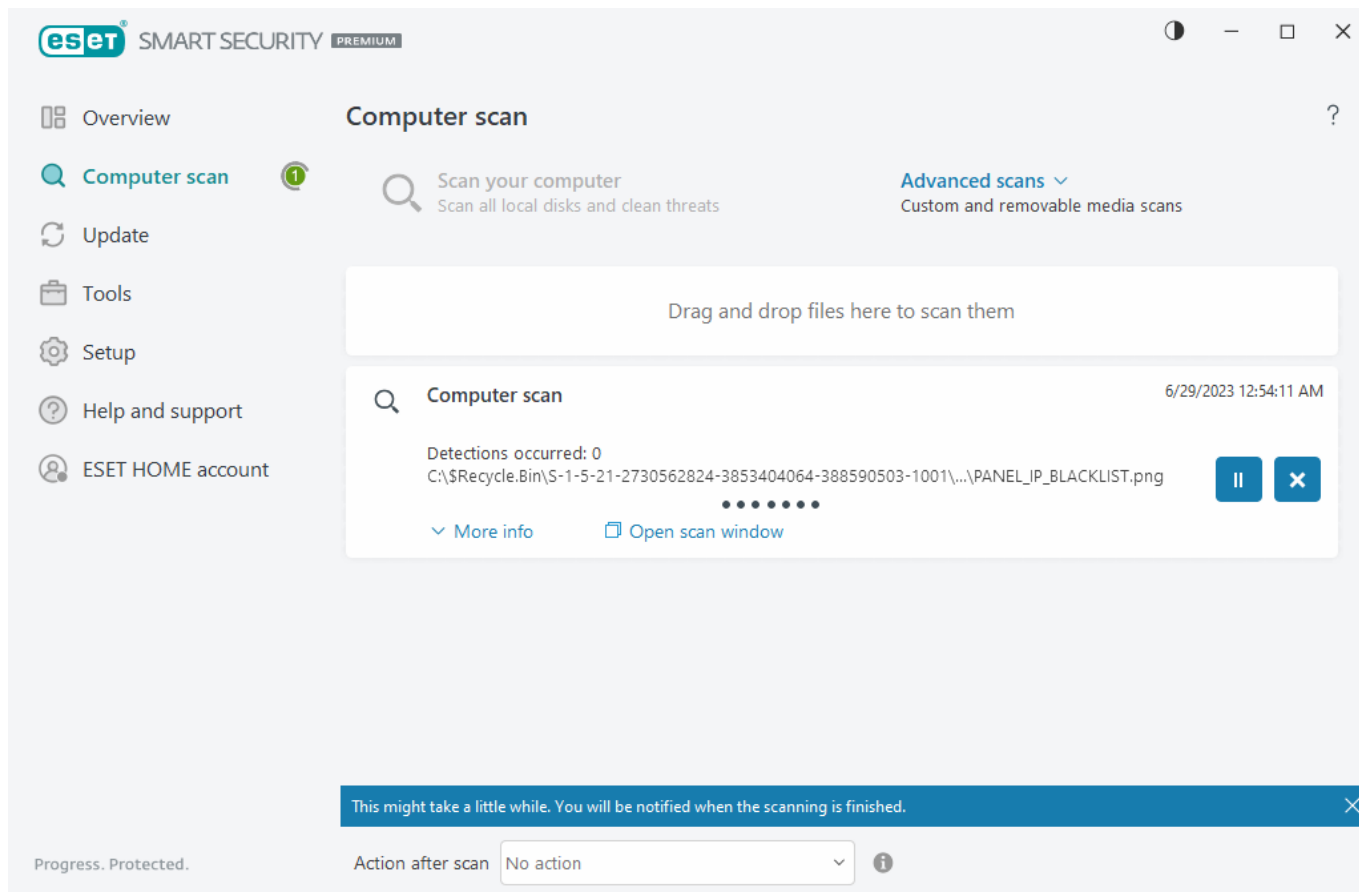 eset® SMART SECURITY PREMIUM
Overview
Computer scan 1
Update
Tools
Setup
Help and support
ESET HOME account
Progress. Protected.
Computer scan ?
Scan your computer
Scan all local disks and clean threats
Advanced scans
Custom and removable media scans
Drag and drop files here to scan them
Computer scan 6/29/2023 12:54:11 AM
Detections occurred: 0
C:\$Recycle.Bin\S-1-5-21-2730562824-3853404064-388590503-1001\...\PANEL_IP_BLACKLIST.png
More info Open scan window
This might take a little while. You will be notified when the scanning is finished.
Action after scan No action